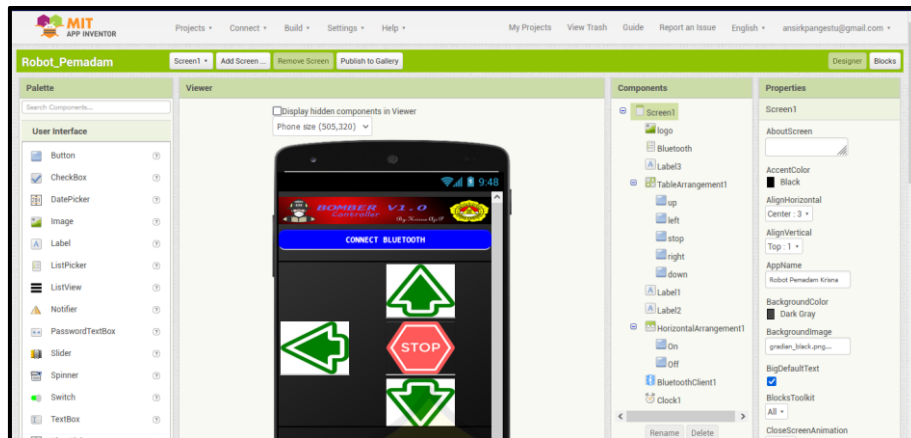 MIT
APP INVENTOR
Projects Connect Build Settings Help My Projects View Trash Guide Report an Issue English ansirkpangestu@gmail.com
Robot_Pemadam Screen1 Add Screen ... Remove Screen Publish to Gallery Designer Blocks
Palette
Search Components...
User Interface
Button
CheckBox
DatePicker
Image
Label
ListPicker
ListView
Notifier
PasswordTextBox
Slider
Spinner
Switch
TextBox
Viewer
Display hidden components in Viewer
Phone size (505,320)
9:48
BOMBER V1.0
Controller
CONNECT BLUETOOTH
STOP
Components
Screen1
logo
Bluetooth
Label3
TableArrangement1
up
left
stop
right
down
Label1
Label2
HorizontalArrangement1
On
Off
BluetoothClient1
Clock1
Rename Delete
Properties
Screen1
AboutScreen
AccentColor
Black
AlignHorizontal
Center : 3
AlignVertical
Top : 1
AppName
Robot Pemadam Krisna
BackgroundColor
Dark Gray
BackgroundImage
gradian_black.png...
BigDefaultText
BlocksToolkit
All
CloseScreenAnimation